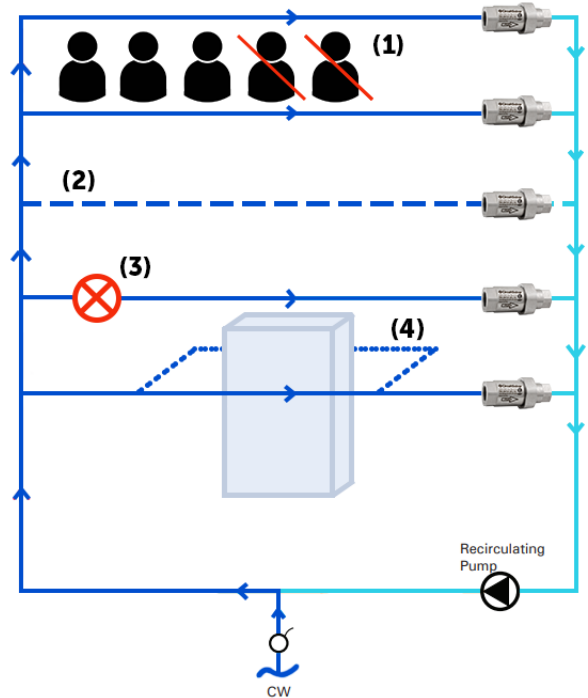 (1)
(2)
(3)
(4)
Recirculating
Pump
CW